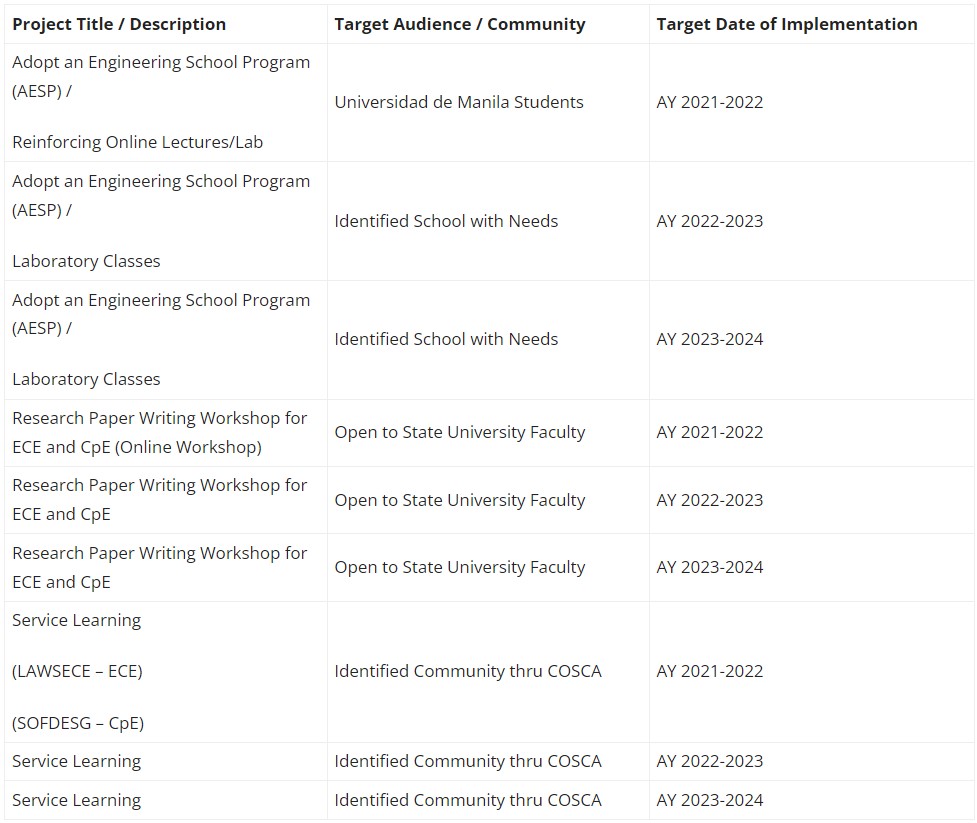 Project Title / Description
Target Audience / Community
Target Date of Implementation
Adopt an Engineering School Program
(AESP) /
Reinforcing Online Lectures/Lab
Universidad de Manila Students
AY 2021-2022
Adopt an Engineering School Program
(AESP) /
Laboratory Classes
Identified School with Needs
AY 2022-2023
Adopt an Engineering School Program
(AESP) /
Laboratory Classes
Identified School with Needs
AY 2023-2024
Research Paper Writing Workshop for
ECE and CpE (Online Workshop)
Open to State University Faculty
AY 2021-2022
Research Paper Writing Workshop for
ECE and CpE
Open to State University Faculty
AY 2022-2023
Research Paper Writing Workshop for
ECE and CpE
Open to State University Faculty
AY 2023-2024
Service Learning
(LAWSECE – ECE)
(SOFDESG – CpE)
Identified Community thru COSCA
AY 2021-2022
Service Learning
Identified Community thru COSCA
AY 2022-2023
Service Learning
Identified Community thru COSCA
AY 2023-2024